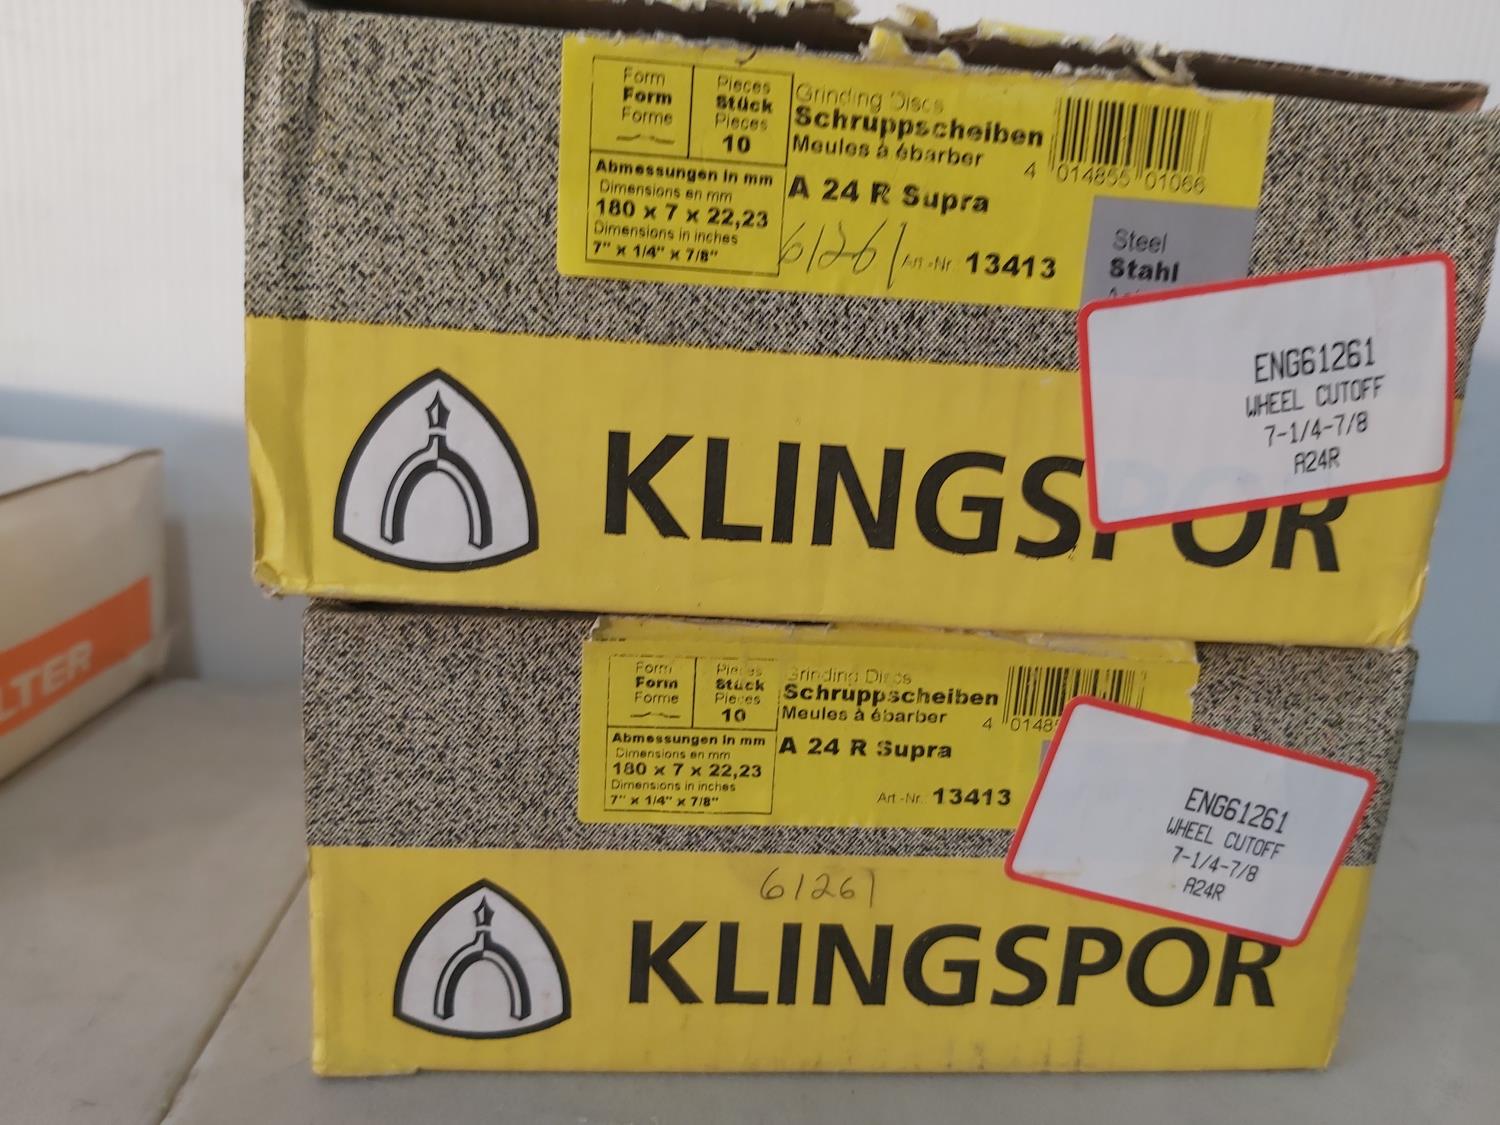 Form
Form
Forme
Pieces
Stück
Pieces
10
Abmessungen in mm
Dimensions en mm
180 x 7 x 22,23
Dimensions in inches
7" x 1/4" x 7/8"
Grinding Discs
Schruppscheiben
Meules à ébarber
A 24 R Supra
61261
Art.-Nr. 13413
4 014855 01066
Steel
Stahl
ENG61261
WHEEL CUTOFF
7-1/4-7/8
A24R
KLINGSPOR
Form
Form
Forme
Pieces
Stück
Pieces
10
Abmessungen in mm
Dimensions en mm
180 x 7 x 22,23
Dimensions in inches
7" x 1/4" x 7/8"
Grinding Discs
Schruppscheiben
Meules à ébarber
A 24 R Supra
Art.-Nr. 13413
4 0148
ENG61261
WHEEL CUTOFF
7-1/4-7/8
A24R
61261
KLINGSPOR
LTER